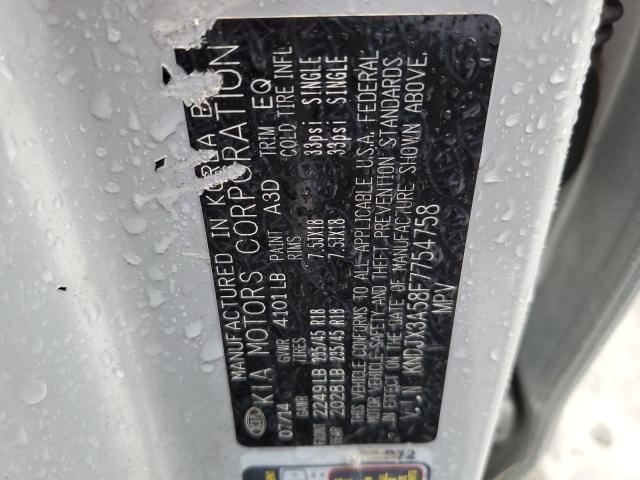 MANUFACTURED IN KOREA B
KIA KIA MOTORS CORPORATION
07/14 GVWR 4101LB PAINT A3D TRIM EQ
GAWR TIRES RIMS COLD TIRE INFL
FRONT 2249LB 235/45 R18 7.5JX18 33psi SINGLE
REAR 2028LB 235/45 R18 7.5JX18 33psi SINGLE
THIS VEHICLE CONFORMS TO ALL APPLICABLE U.S.A. FEDERAL
MOTOR VEHICLE SAFETY AND THEFT PREVENTION STANDARDS
IN EFFECT ON THE DATE OF MANUFACTURE SHOWN ABOVE.
V.I.N: KNDJX3A58F7754758
MPV